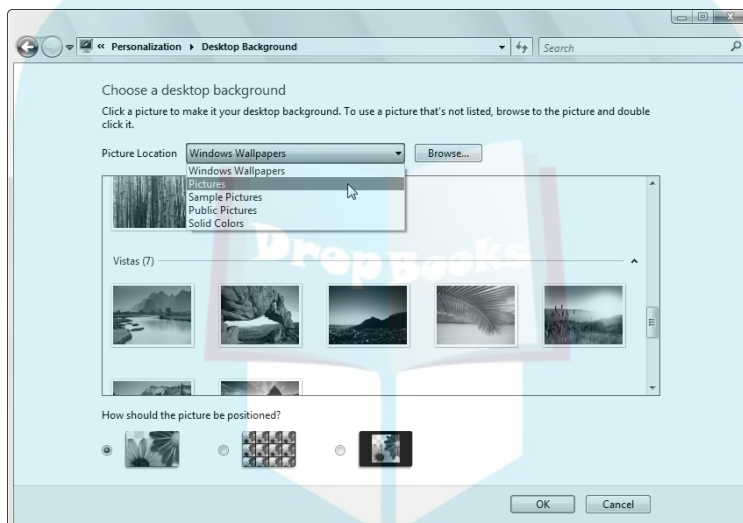 « Personalization ▸ Desktop Background
Search
Choose a desktop background
Click a picture to make it your desktop background. To use a picture that's not listed, browse to the picture and double
click it.
Picture Location Windows Wallpapers Browse...
Windows Wallpapers
Pictures
Sample Pictures
Public Pictures
Solid Colors
Drop Books
Vistas (7)
How should the picture be positioned?
OK Cancel